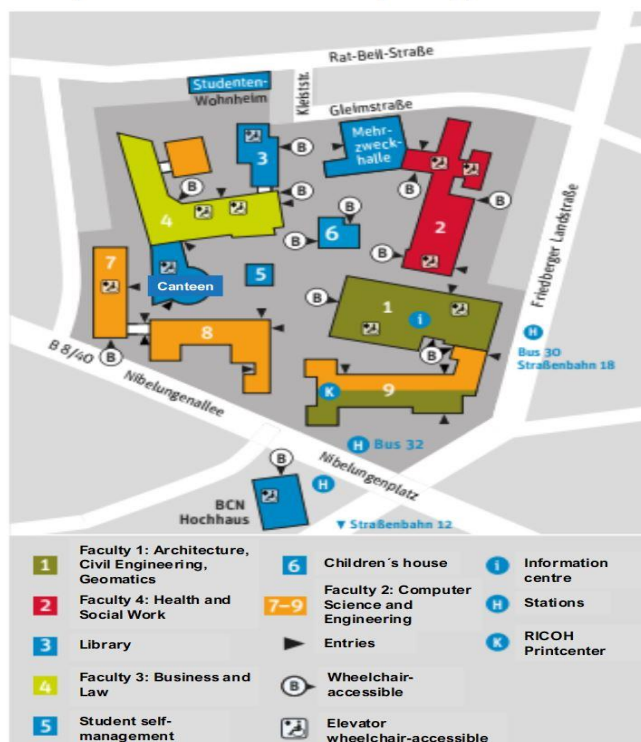 Rat-Beil-Straße
Studenten-
Wohnheim
Kleiststr.
Gleimstraße
Mehr-
zweck-
halle
B
3
B
B
B
B
B
4
B
6
2
B
B
Friedberger Landstraße
7
5
Canteen
1
B
i
8
B
H
Bus 30
Straßenbahn 18
B 8/40
B
Nibelungenallee
K
9
H Bus 32
B
H
Nibelungenplatz
BCN
Hochhaus
▼ Straßenbahn 12
1 Faculty 1: Architecture,
Civil Engineering,
Geomatics
2 Faculty 4: Health and
Social Work
3 Library
4 Faculty 3: Business and
Law
5 Student self-
management
6 Children´s house
7–9 Faculty 2: Computer
Science and
Engineering
► Entries
B Wheelchair-
accessible
Elevator
wheelchair-accessible
i Information
centre
H Stations
K RICOH
Printcenter